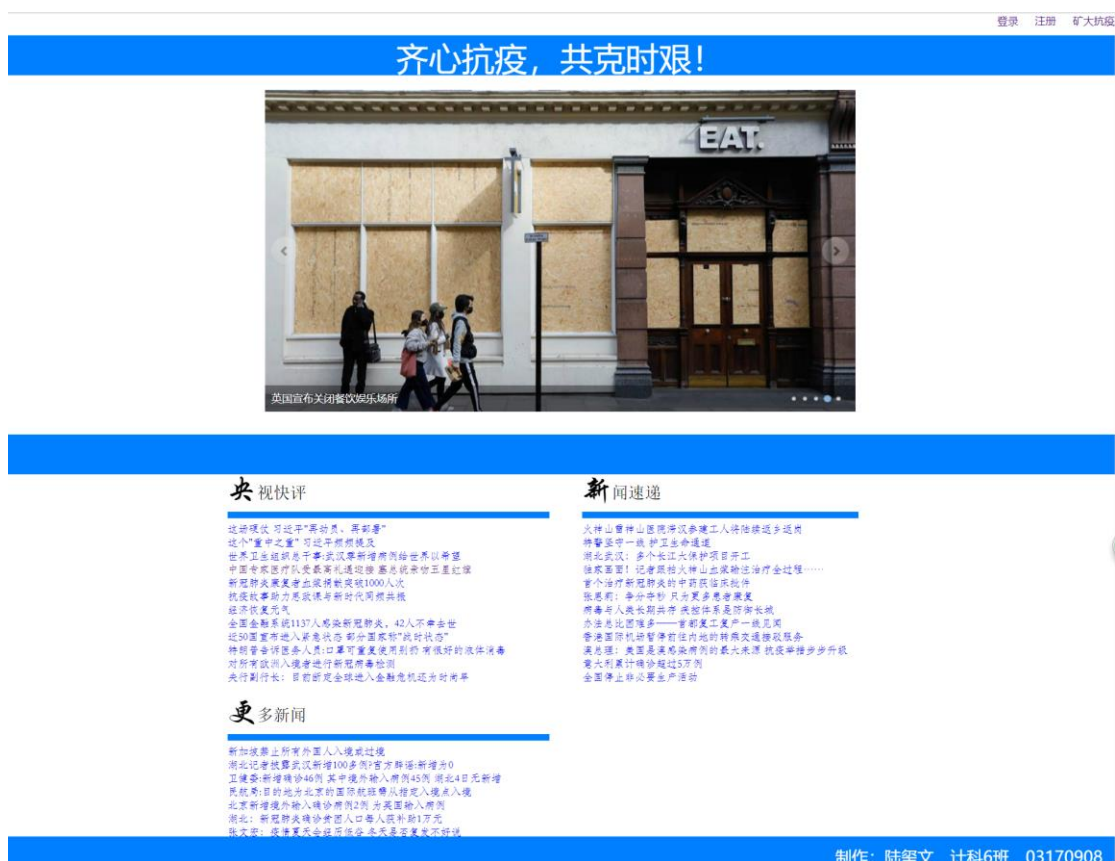 登录 注册 矿大抗疫
齐心抗疫，共克时艰！
EAT.
英国宣布关闭餐饮娱乐场所
央视快评
这场硬仗 习近平"再动员、再部署"
这个"重中之重" 习近平频频提及
世界卫生组织总干事:武汉零新增病例给世界以希望
中国专家医疗队受最高礼遇迎接 塞总统亲吻五星红旗
新冠肺炎康复者血浆捐献突破1000人次
抗疫故事助力思政课与新时代同频共振
经济恢复元气
全国金融系统1137人感染新冠肺炎，42人不幸去世
近50国宣布进入紧急状态 部分国家称"战时状态"
特朗普告诉医务人员:口罩可重复使用别扔 有很好的液体消毒
对所有欧洲入境者进行新冠病毒检测
央行副行长：目前断定全球进入金融危机还为时尚早
新闻速递
火神山雷神山医院滞汉参建工人将陆续返乡返岗
特警坚守一线 护卫生命通道
湖北武汉：多个长江大保护项目开工
独家画面！记者跟拍火神山血浆输注治疗全过程……
首个治疗新冠肺炎的中药获临床批件
张思莉：争分夺秒 只为更多患者康复
病毒与人类长期共存 疾控体系是防御长城
办法总比困难多——首都复工复产一线见闻
香港国际机场暂停前往内地的转乘交通接驳服务
溟总理：美国是溟感染病例的最大来源 抗疫举措步步升级
意大利累计确诊超过5万例
全国停止非必要生产活动
更多新闻
新加坡禁止所有外国人入境或过境
湖北记者披露武汉新增100多例?官方辟谣:新增为0
卫健委:新增确诊46例 其中境外输入病例45例 湖北4日无新增
民航局:目的地为北京的国际航班需从指定入境点入境
北京新增境外输入确诊病例2例 为英国输入病例
湖北：新冠肺炎确诊贫困人口每人获补助1万元
张文宏：疫情夏天会经历低谷 冬天是否复发不好说
制作：陆玺文 计科6班 03170908